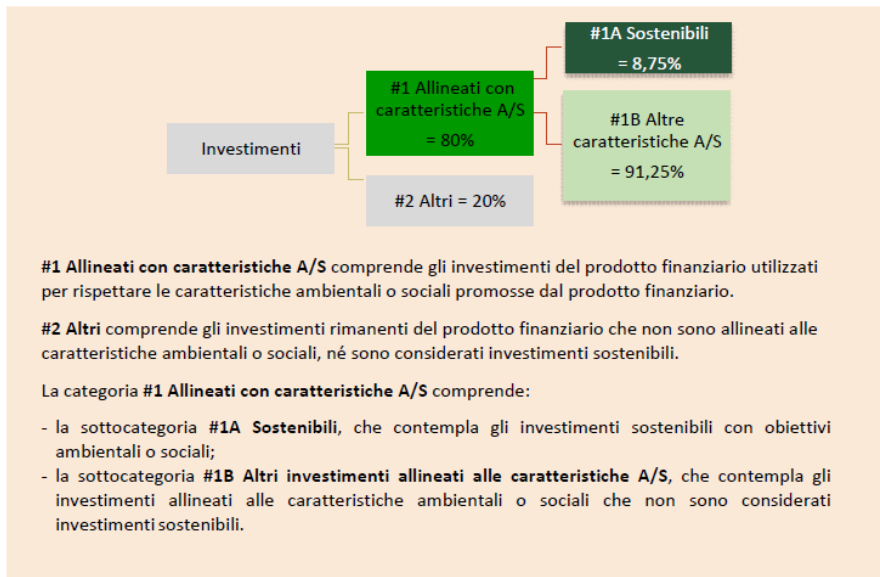 #1A Sostenibili
= 8,75%
#1 Allineati con
caratteristiche A/S
= 80%
#1B Altre
caratteristiche A/S
= 91,25%
Investimenti
#2 Altri = 20%
#1 Allineati con caratteristiche A/S comprende gli investimenti del prodotto finanziario utilizzati
per rispettare le caratteristiche ambientali o sociali promosse dal prodotto finanziario.
#2 Altri comprende gli investimenti rimanenti del prodotto finanziario che non sono allineati alle
caratteristiche ambientali o sociali, né sono considerati investimenti sostenibili.
La categoria #1 Allineati con caratteristiche A/S comprende:
- la sottocategoria #1A Sostenibili, che contempla gli investimenti sostenibili con obiettivi
ambientali o sociali;
- la sottocategoria #1B Altri investimenti allineati alle caratteristiche A/S, che contempla gli
investimenti allineati alle caratteristiche ambientali o sociali che non sono considerati
investimenti sostenibili.